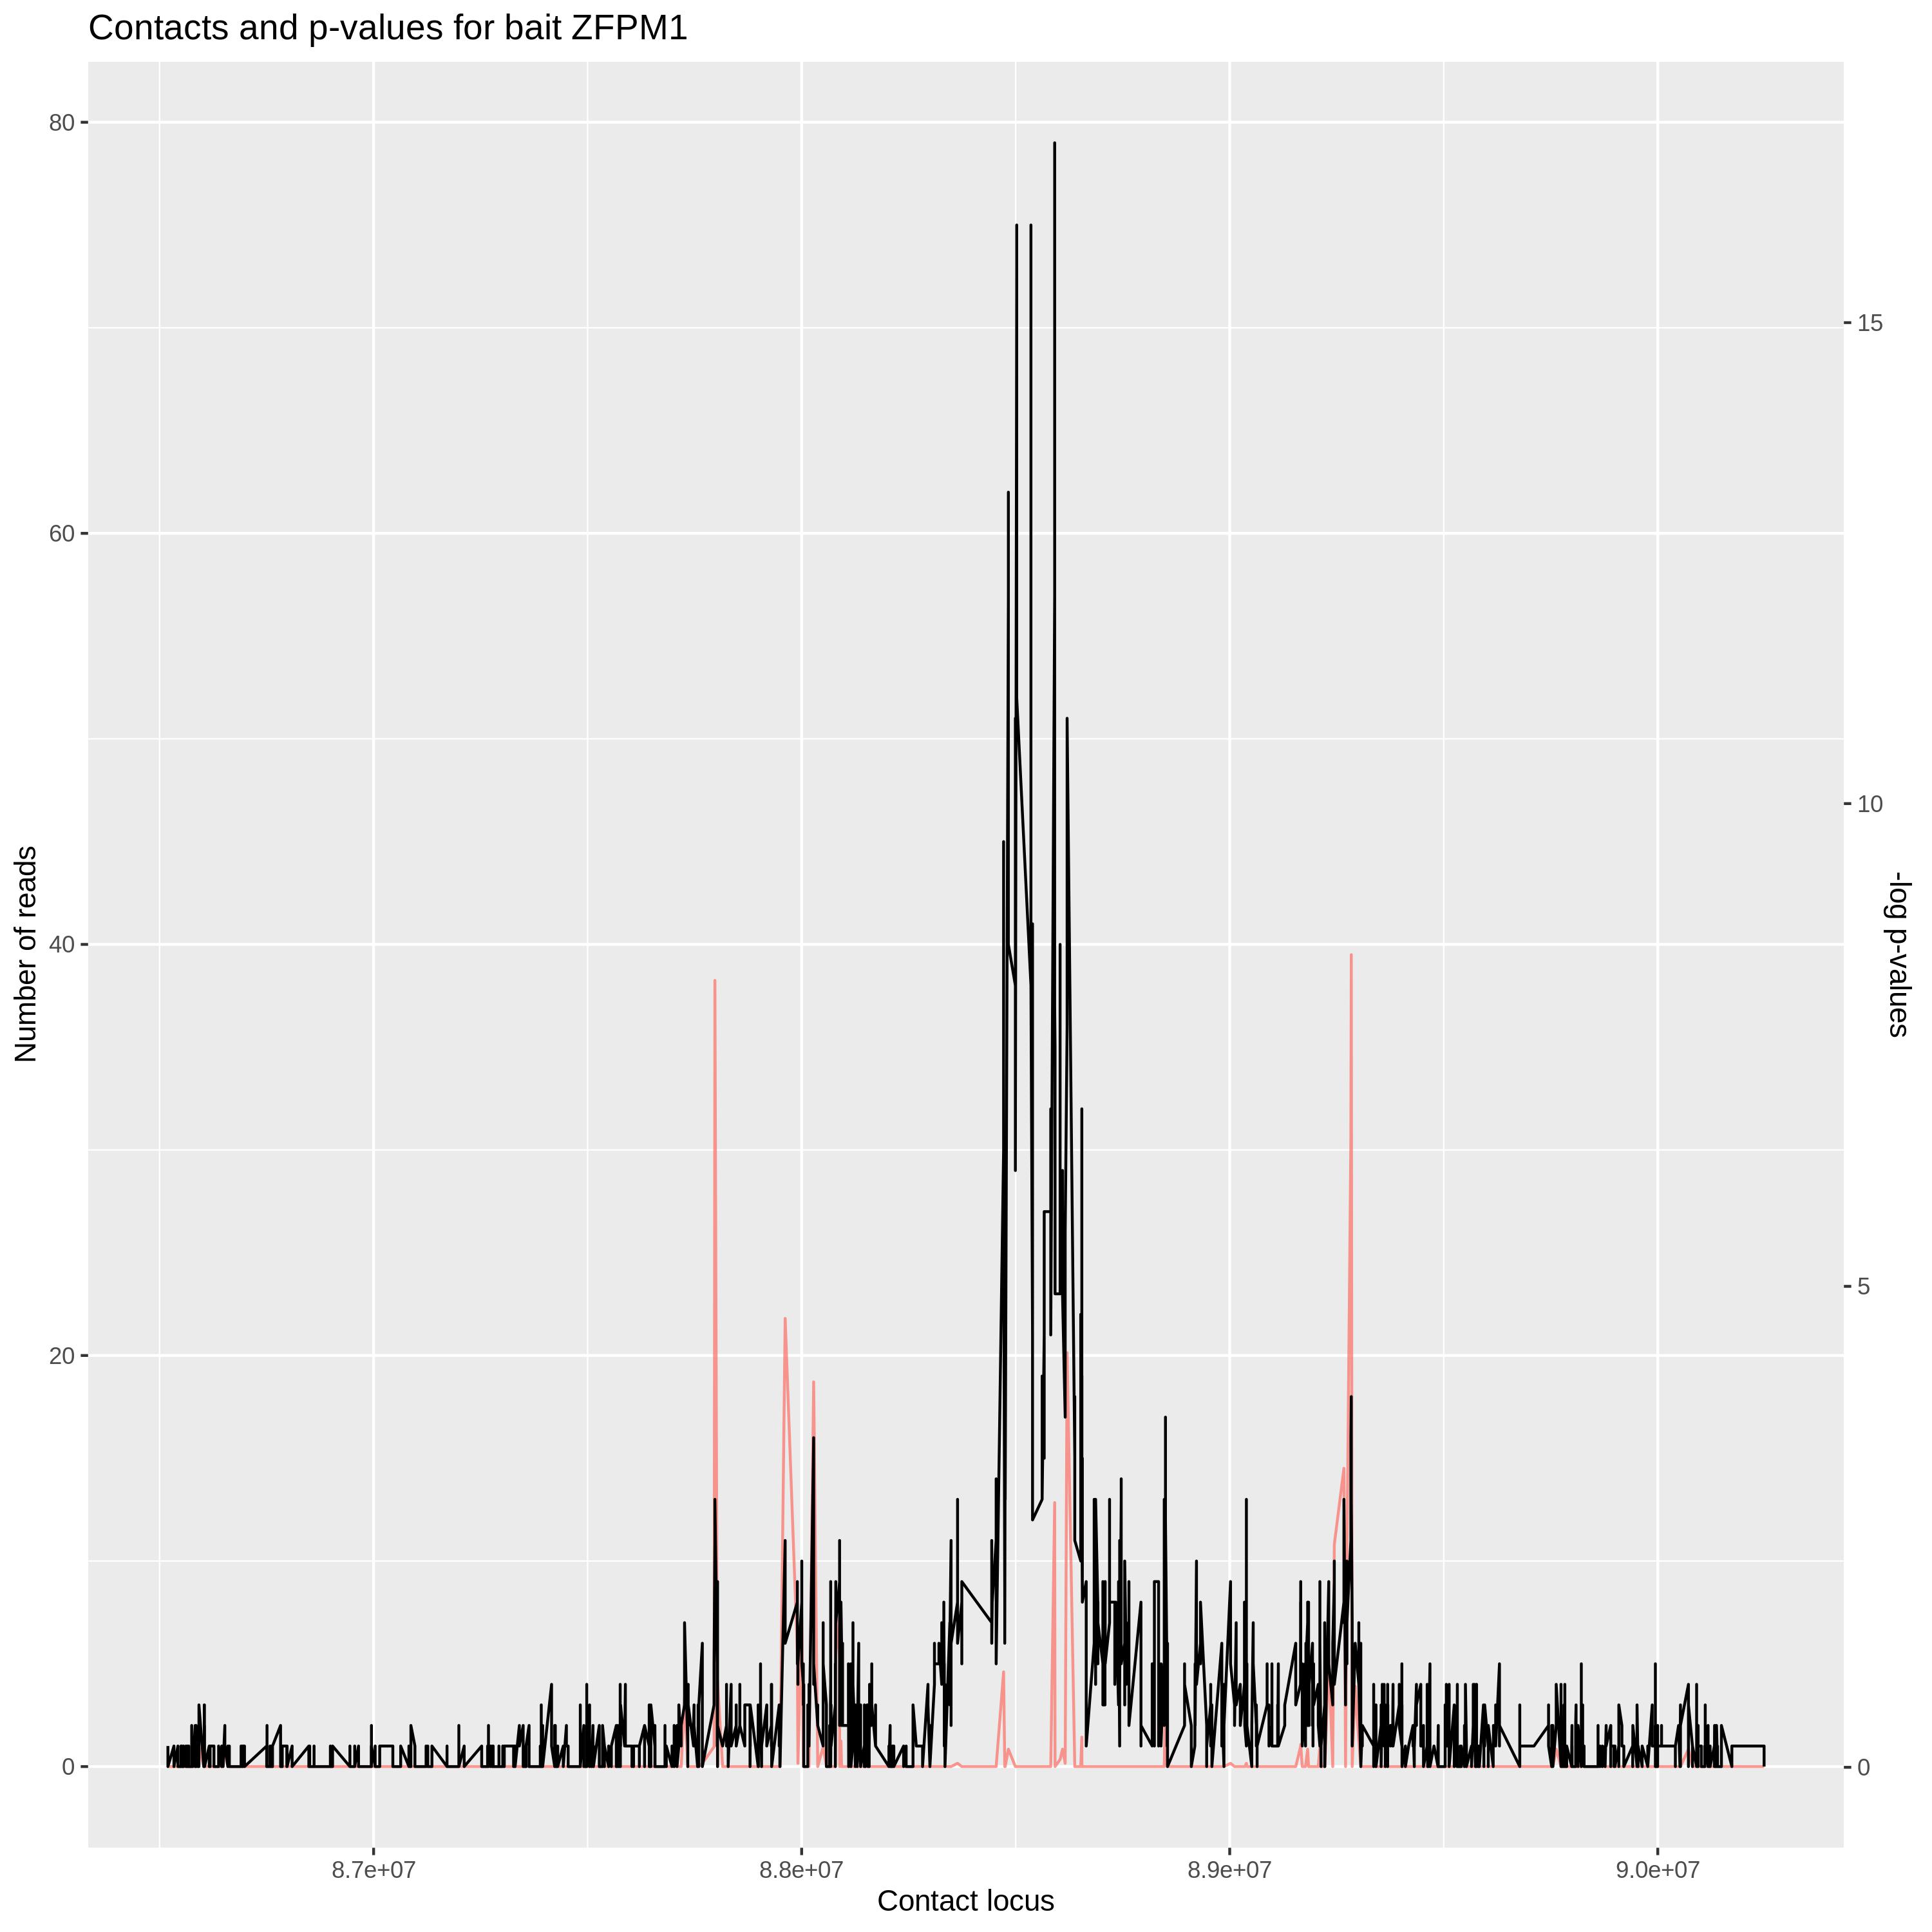 Contacts and p-values for bait ZFPM1
80
60
40
20
0
Number of reads
15
10
5
0
-log p-values
8.7e+07
8.8e+07
8.9e+07
9.0e+07
Contact locus